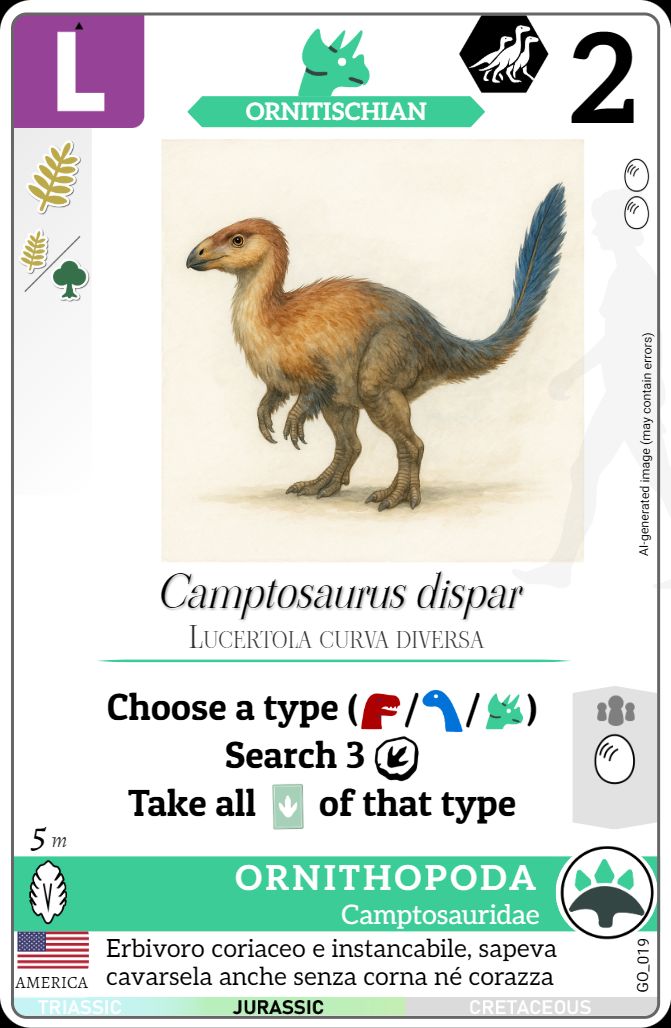 L
2
ORNITISCHIAN
AI-generated image (may contain errors)
Camptosaurus dispar
Lucertola curva diversa
Choose a type ( / / )
Search 3
Take all of that type
5 m
ORNITHOPODA
Camptosauridae
AMERICA
Erbivoro coriaceo e instancabile, sapeva
cavarsela anche senza corna né corazza
GO_019
TRIASSIC JURASSIC CRETACEOUS